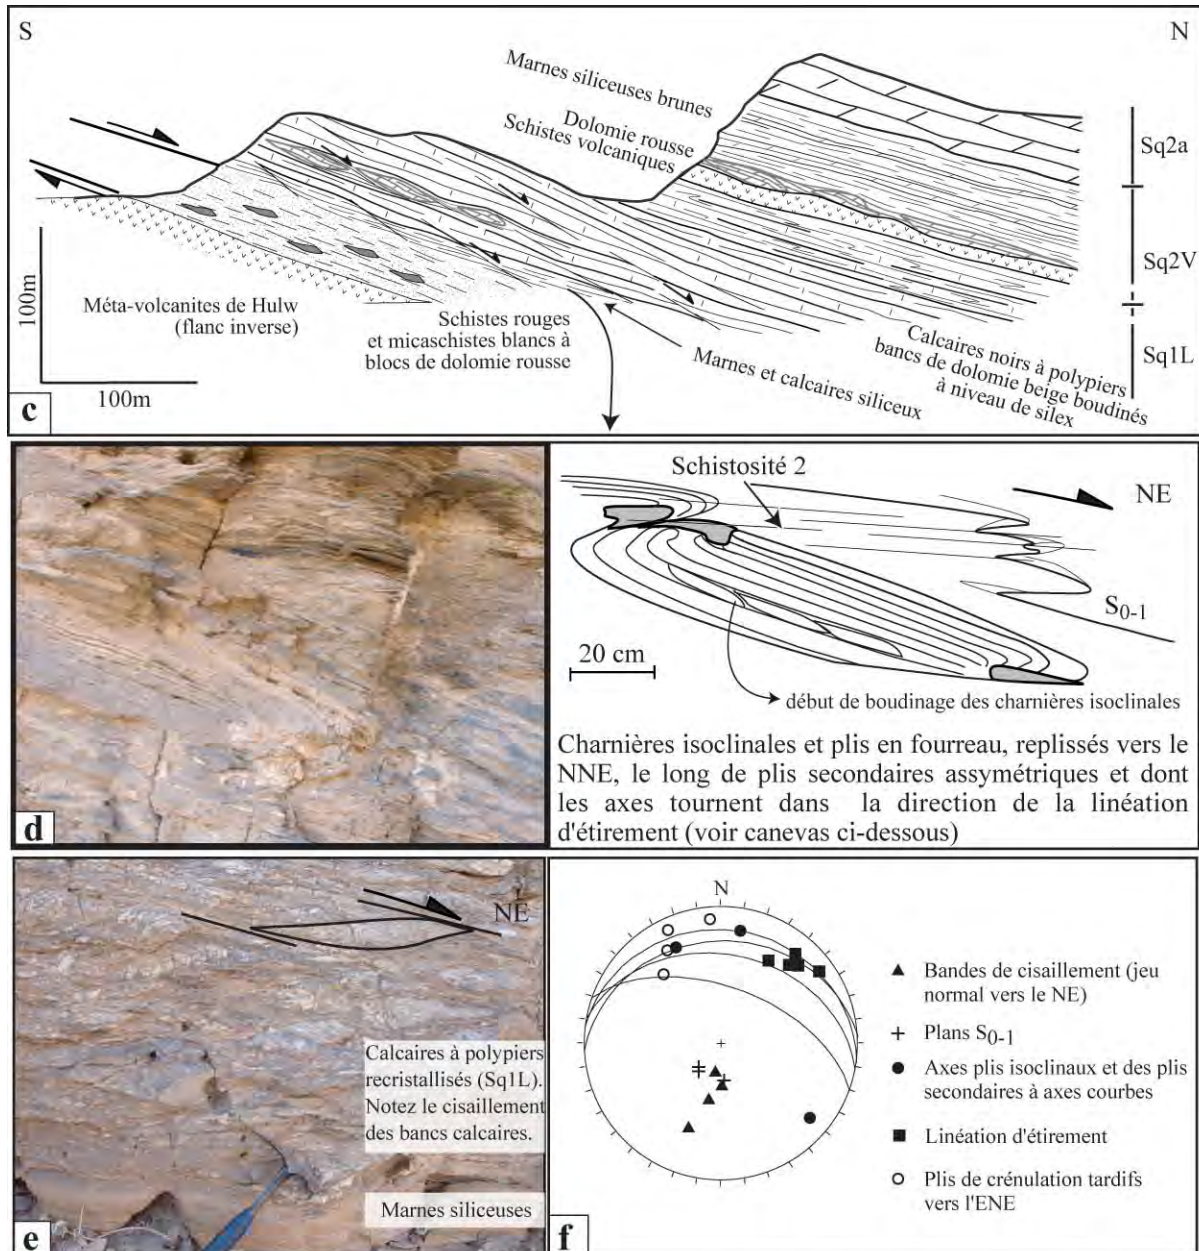 S
N
Marnes siliceuses brunes
Dolomie rousse
Schistes volcaniques
Sq2a
Sq2V
Sq1L
100m
100m
Méta-volcanites de Hulw
(flanc inverse)
Schistes rouges
et micaschistes blancs à
blocs de dolomie rousse
Marnes et calcaires siliceux
Calcaires noirs à polypiers
bancs de dolomie beige boudinés
à niveau de silex
c
d
Schistosité 2
NE
S0-1
20 cm
début de boudinage des charnières isoclinales
Charnières isoclinales et plis en fourreau, replissés vers le
NNE, le long de plis secondaires assymétriques et dont
les axes tournent dans la direction de la linéation
d'étirement (voir canevas ci-dessous)
NE
Calcaires à polypiers
recristallisés (Sq1L).
Notez le cisaillement
des bancs calcaires.
Marnes siliceuses
e
N
Bandes de cisaillement (jeu
normal vers le NE)
Plans S0-1
Axes plis isoclinaux et des plis
secondaires à axes courbes
Linéation d'étirement
Plis de crénulation tardifs
vers l'ENE
f